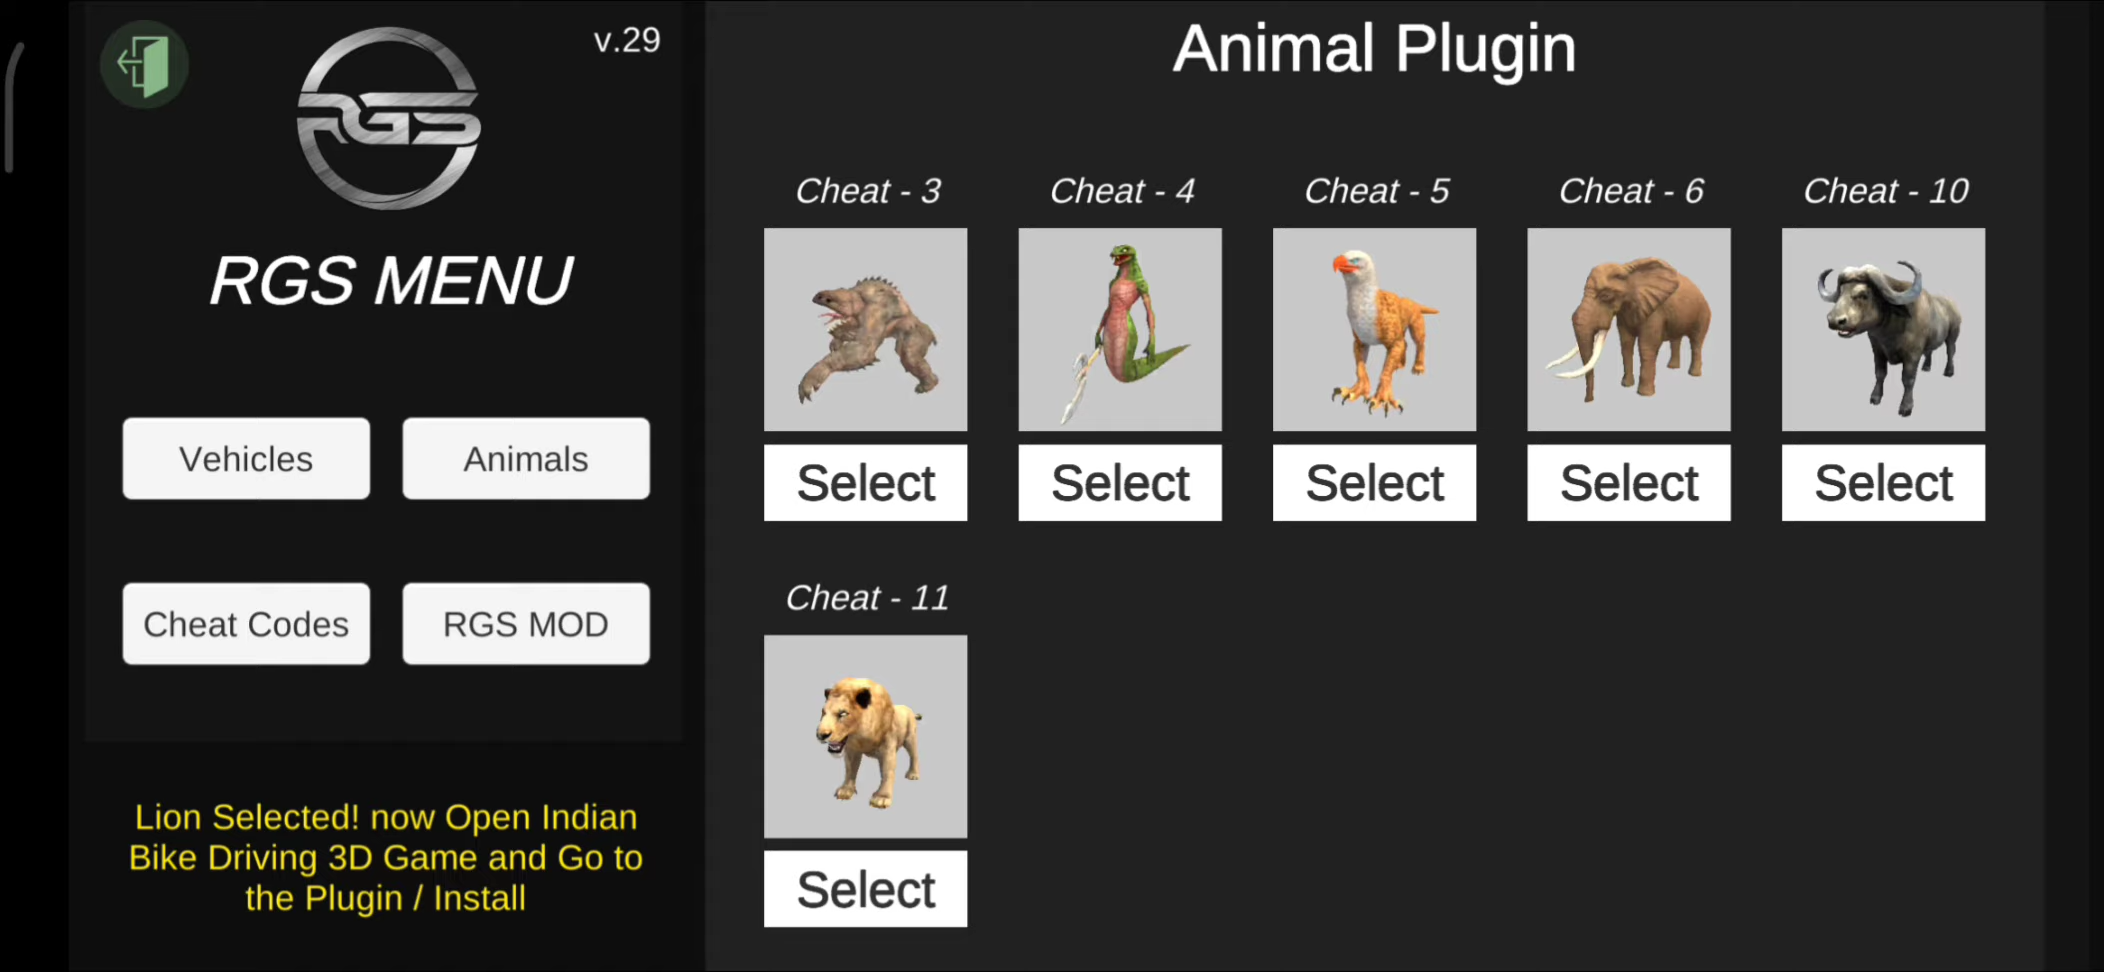 v.29
RGS
RGS MENU
Vehicles
Animals
Cheat Codes
RGS MOD
Lion Selected! now Open Indian
Bike Driving 3D Game and Go to
the Plugin / Install
Animal Plugin
Cheat - 3
Cheat - 4
Cheat - 5
Cheat - 6
Cheat - 10
Select
Select
Select
Select
Select
Cheat - 11
Select